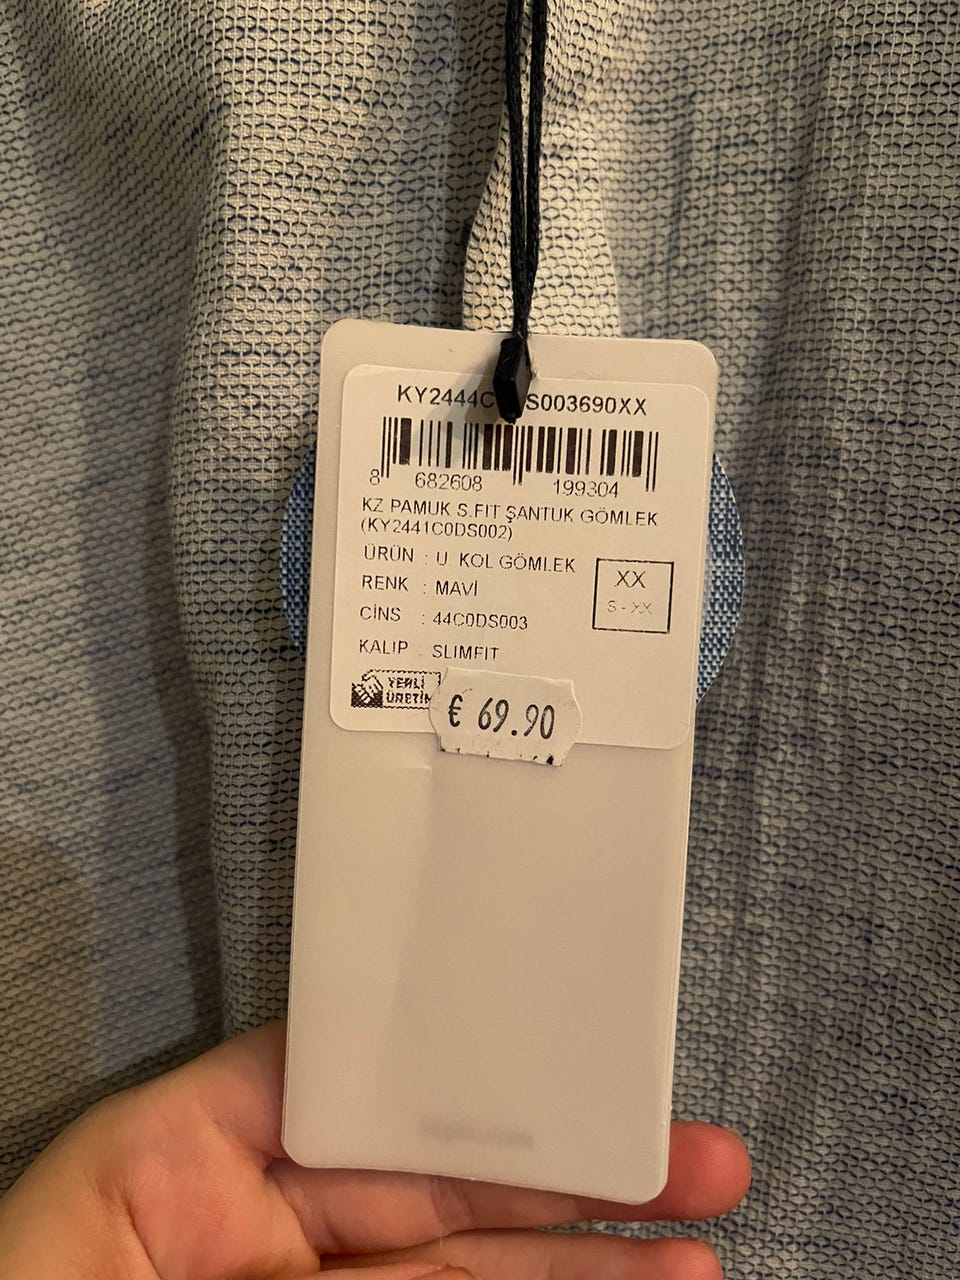 KY2444C S003690XX
8 682608 199304
KZ PAMUK S.FIT ŞANTUK GÖMLEK
(KY2441C0DS002)
ÜRÜN : U. KOL GÖMLEK
RENK : MAVİ
CİNS : 44C0DS003
KALIP : SLIMFIT
XX
S - XX
YERLİ
ÜRETİM
€ 69.90